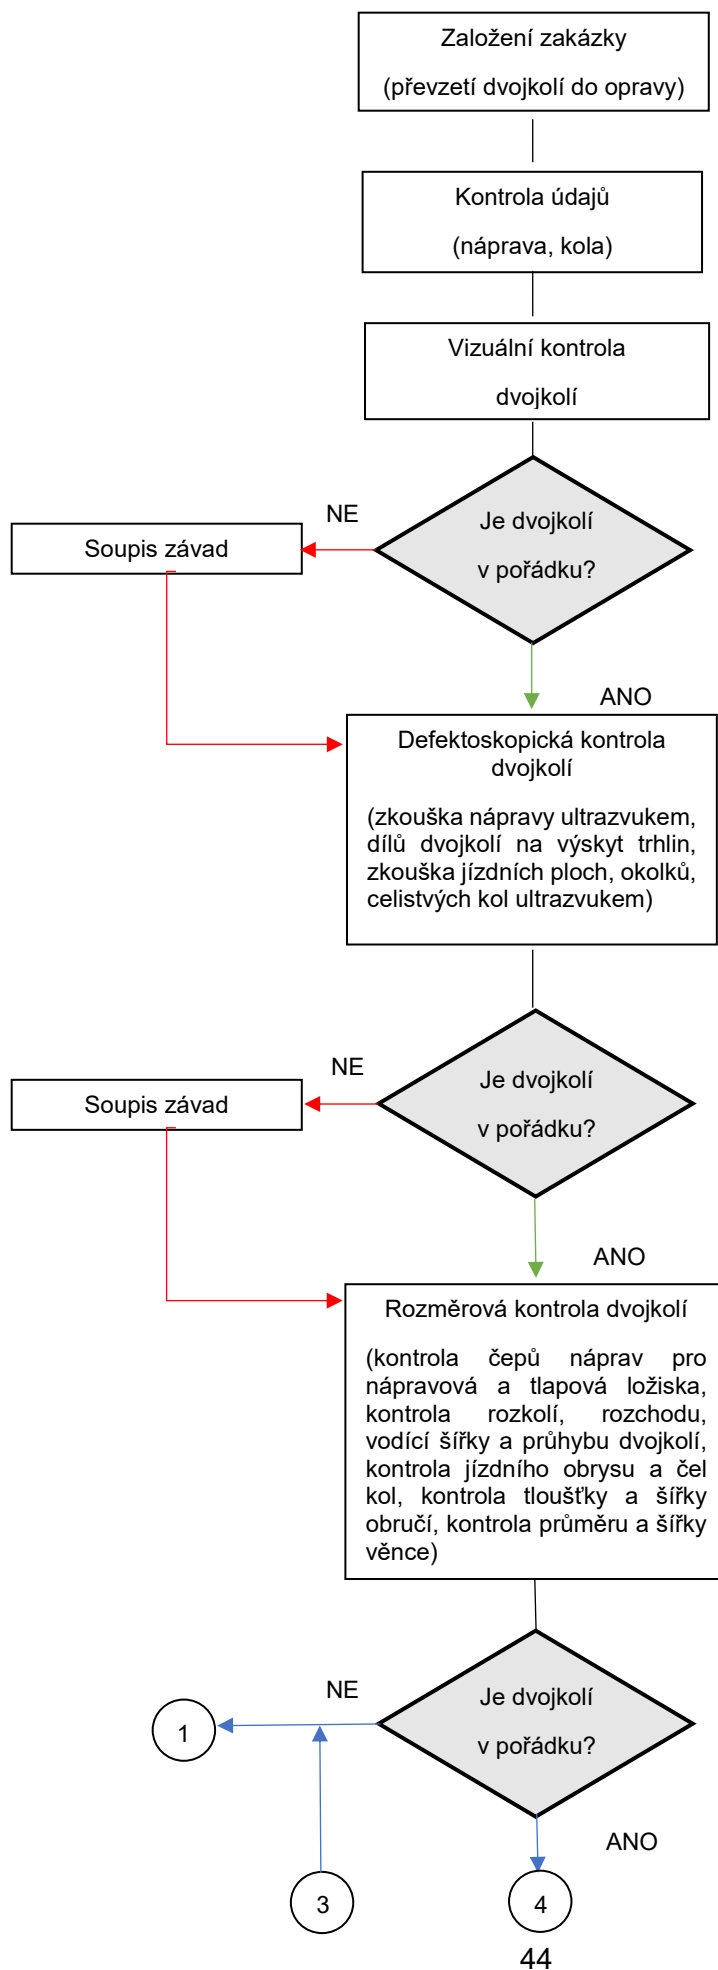 Založení zakázky
(převzetí dvojkolí do opravy)
Kontrola údajů
(náprava, kola)
Vizuální kontrola
dvojkolí
NE
Je dvojkolí
v pořádku?
Soupis závad
ANO
Defektoskopická kontrola
dvojkolí
(zkouška nápravy ultrazvukem,
dílů dvojkolí na výskyt trhlin,
zkouška jízdních ploch, okolků,
celistvých kol ultrazvukem)
NE
Je dvojkolí
v pořádku?
Soupis závad
ANO
Rozměrová kontrola dvojkolí
(kontrola čepů náprav pro
nápravová a tlapová ložiska,
kontrola rozkolí, rozchodu,
vodící šířky a průhybu dvojkolí,
kontrola jízdního obrysu a čel
kol, kontrola tloušťky a šířky
obručí, kontrola průměru a šířky
věnce)
NE
Je dvojkolí
v pořádku?
1
ANO
3
4
44